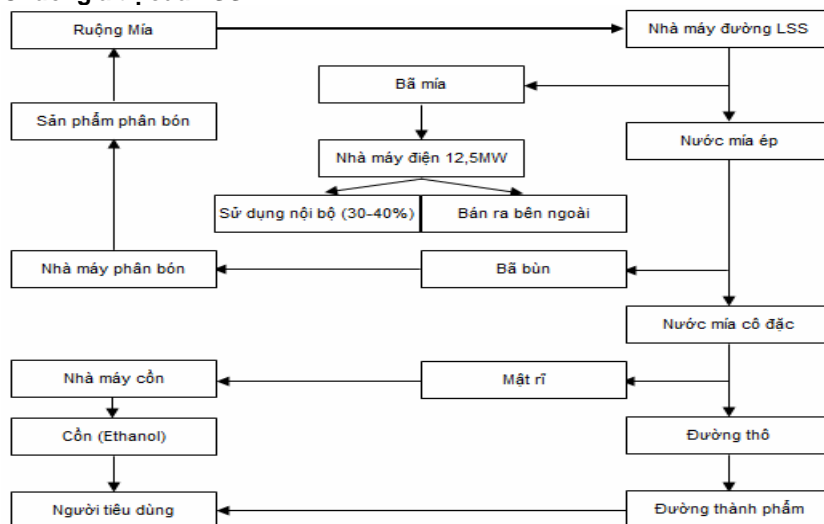 Ruộng Mía
Nhà máy đường LSS
Bã mía
Sản phẩm phân bón
Nước mía ép
Nhà máy điện 12,5MW
Sử dụng nội bộ (30-40%)
Bán ra bên ngoài
Nhà máy phân bón
Bã bùn
Nước mía cô đặc
Nhà máy cồn
Mật rĩ
Cồn (Ethanol)
Đường thô
Người tiêu dùng
Đường thành phẩm